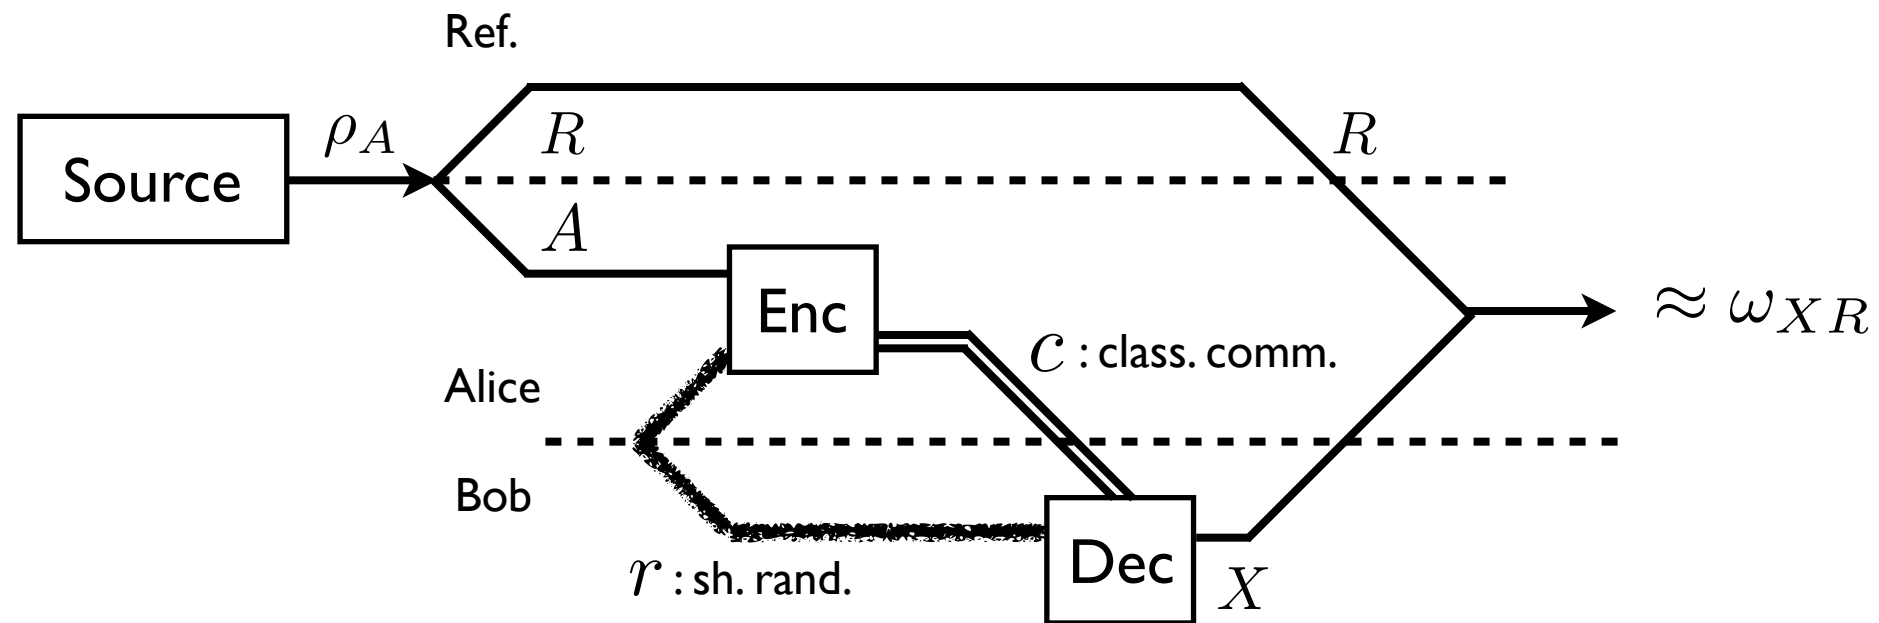 Ref.
ρ_A
R
R
Source
A
Enc
≈ ω_{XR}
c : class. comm.
Alice
Bob
Dec
r : sh. rand.
X